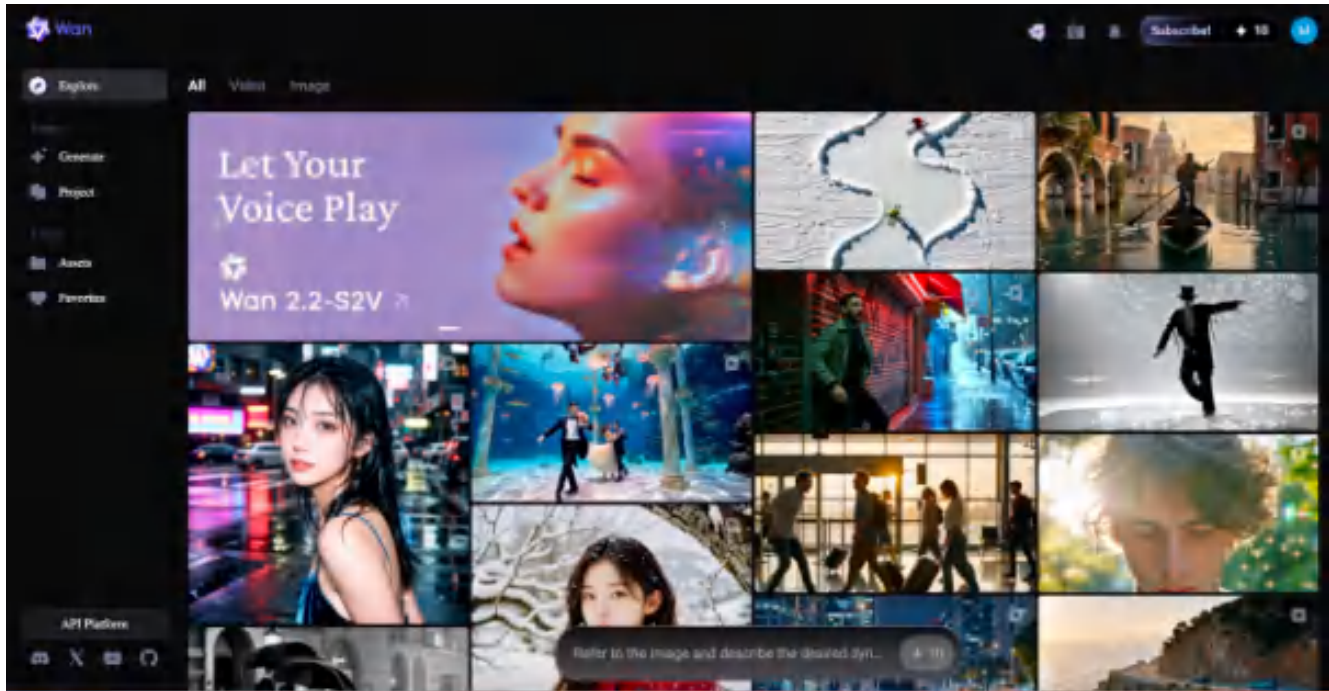 Wan
Subscribe!
10
Explore
All
Video
Image
Generate
Project
Assets
Favorites
Let Your
Voice Play
Wan 2.2-S2V
API Platform
Refer to the image and describe the desired dyn...
10